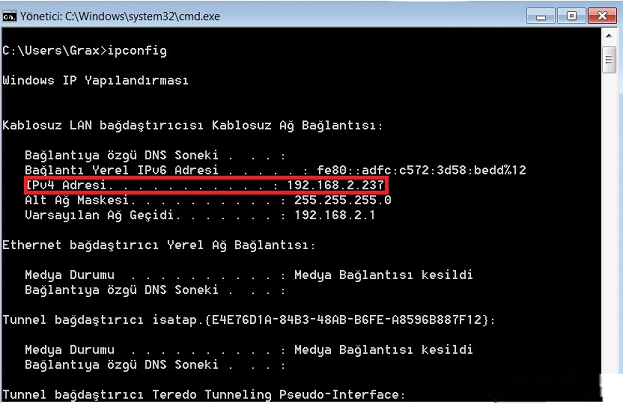 Yönetici: C:\Windows\system32\cmd.exe
C:\Users\Grax>ipconfig
Windows IP Yapılandırması
Kablosuz LAN bağdaştırıcısı Kablosuz Ağ Bağlantısı:
Bağlantıya özgü DNS Soneki . . . :
Bağlantı Yerel IPv6 Adresi . . . . . . : fe80::adfc:c572:3d58:bedd%12
IPv4 Adresi. . . . . . . . . . . : 192.168.2.237
Alt Ağ Maskesi. . . . . . . . . . : 255.255.255.0
Varsayılan Ağ Geçidi. . . . . . . : 192.168.2.1
Ethernet bağdaştırıcı Yerel Ağ Bağlantısı:
Medya Durumu . . . . . . . . . . : Medya Bağlantısı kesildi
Bağlantıya özgü DNS Soneki . . . :
Tunnel bağdaştırıcı isatap.{E4E76D1A-84B3-48AB-B6FE-A8596B887F12}:
Medya Durumu . . . . . . . . . . : Medya Bağlantısı kesildi
Bağlantıya özgü DNS Soneki . . . :
Tunnel bağdaştırıcı Teredo Tunneling Pseudo-Interface: